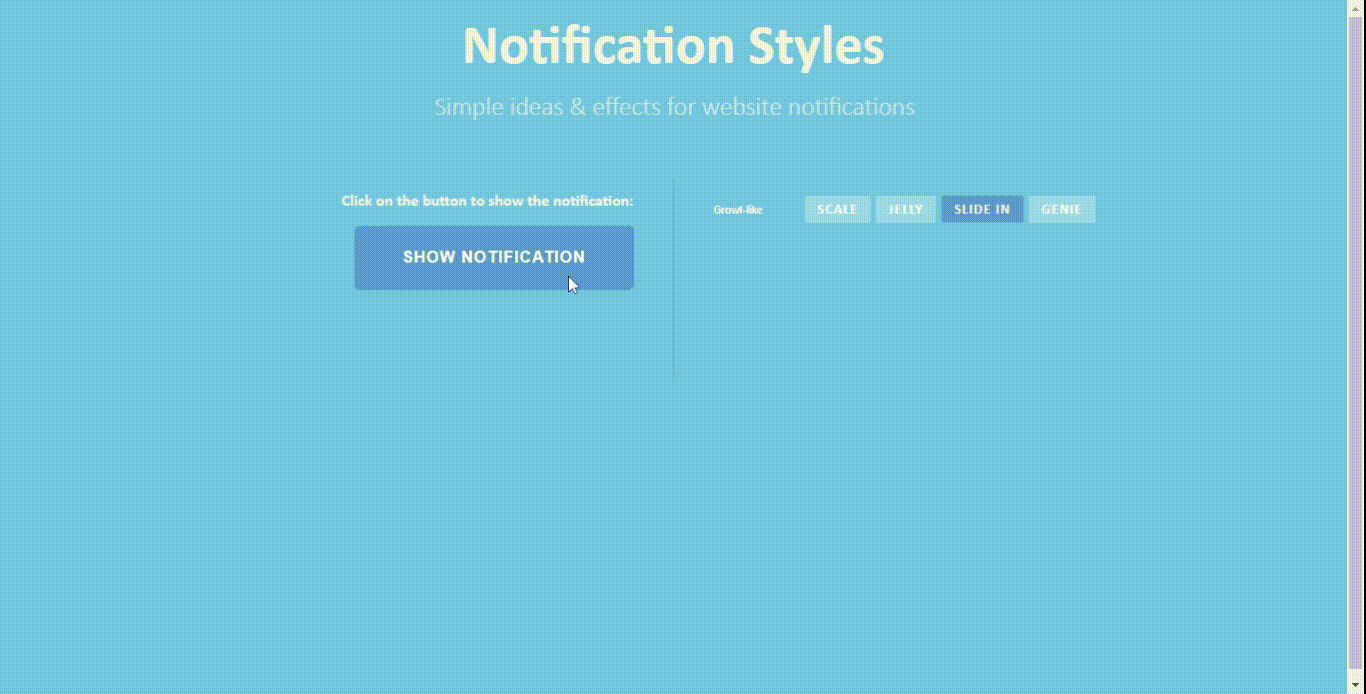 Notification Styles
Simple ideas & effects for website notifications
Click on the button to show the notification:
SHOW NOTIFICATION
Growl-like
SCALE
JELLY
SLIDE IN
GENIE